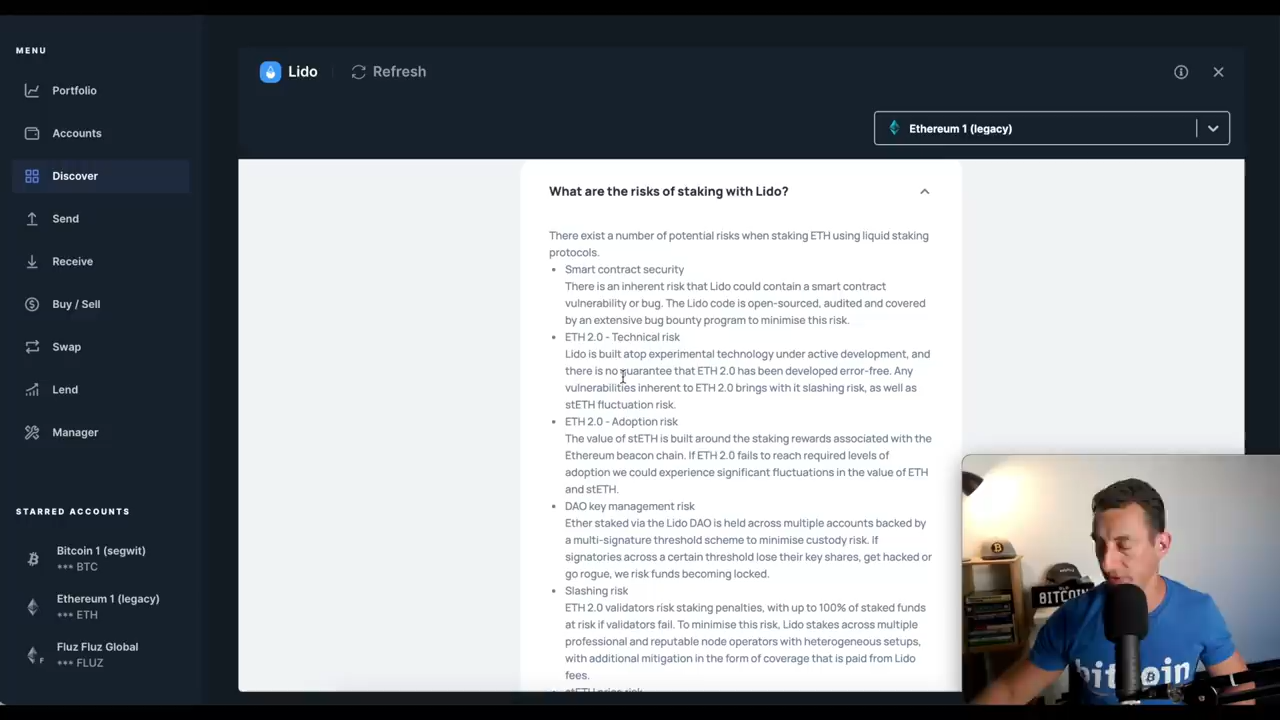 MENU
Portfolio
Accounts
Discover
Send
Receive
Buy / Sell
Swap
Lend
Manager
STARRED ACCOUNTS
Bitcoin 1 (segwit)
*** BTC
Ethereum 1 (legacy)
*** ETH
Fluz Fluz Global
*** FLUZ
Lido
Refresh
Ethereum 1 (legacy)
What are the risks of staking with Lido?
There exist a number of potential risks when staking ETH using liquid staking
protocols.
• Smart contract security
There is an inherent risk that Lido could contain a smart contract
vulnerability or bug. The Lido code is open-sourced, audited and covered
by an extensive bug bounty program to minimise this risk.
• ETH 2.0 - Technical risk
Lido is built atop experimental technology under active development, and
there is no guarantee that ETH 2.0 has been developed error-free. Any
vulnerabilities inherent to ETH 2.0 brings with it slashing risk, as well as
stETH fluctuation risk.
• ETH 2.0 - Adoption risk
The value of stETH is built around the staking rewards associated with the
Ethereum beacon chain. If ETH 2.0 fails to reach required levels of
adoption we could experience significant fluctuations in the value of ETH
and stETH.
• DAO key management risk
Ether staked via the Lido DAO is held across multiple accounts backed by
a multi-signature threshold scheme to minimise custody risk. If
signatories across a certain threshold lose their key shares, get hacked or
go rogue, we risk funds becoming locked.
• Slashing risk
ETH 2.0 validators risk staking penalties, with up to 100% of staked funds
at risk if validators fail. To minimise this risk, Lido stakes across multiple
professional and reputable node operators with heterogeneous setups,
with additional mitigation in the form of coverage that is paid from Lido
fees.
• stETH price risk
BITCOIN
bitcoin